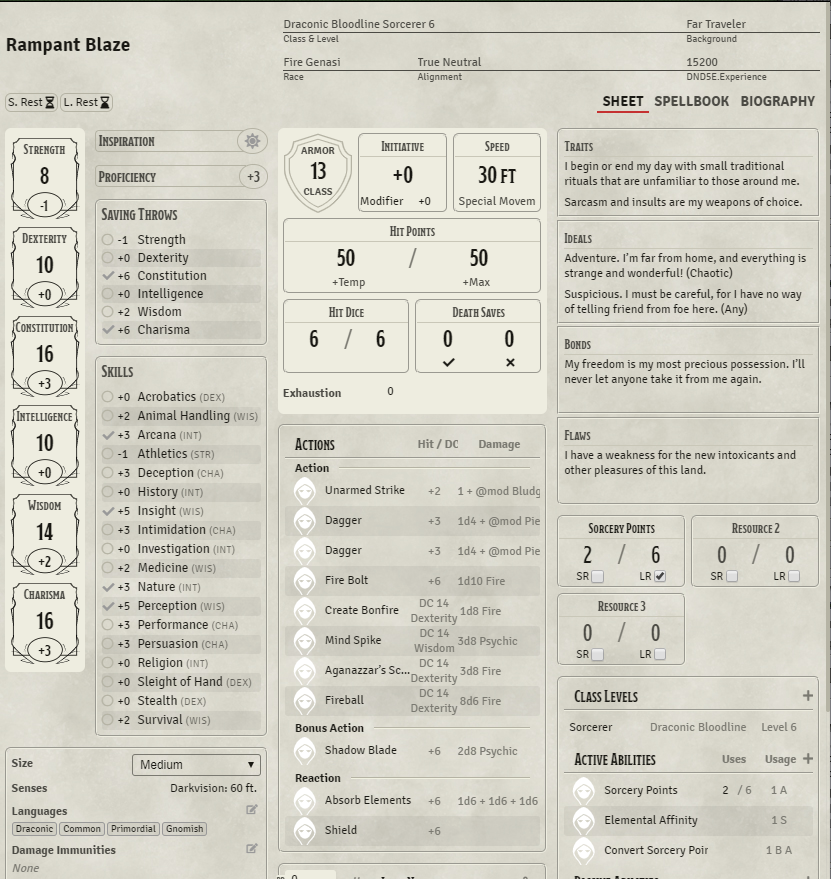 Draconic Bloodline Sorcerer 6 Far Traveler
Rampant Blaze
Class & Level Background
Fire Genasi True Neutral 15200
Race Alignment DND5E.Experience
S. Rest L. Rest
SHEET SPELLBOOK BIOGRAPHY
STRENGTH
8
-1
DEXTERITY
10
+0
CONSTITUTION
16
+3
INTELLIGENCE
10
+0
WISDOM
14
+2
CHARISMA
16
+3
INSPIRATION
PROFICIENCY +3
SAVING THROWS
-1 Strength
+0 Dexterity
+6 Constitution
+0 Intelligence
+2 Wisdom
+6 Charisma
SKILLS
+0 Acrobatics (DEX)
+2 Animal Handling (WIS)
+3 Arcana (INT)
-1 Athletics (STR)
+3 Deception (CHA)
+0 History (INT)
+5 Insight (WIS)
+3 Intimidation (CHA)
+0 Investigation (INT)
+2 Medicine (WIS)
+3 Nature (INT)
+5 Perception (WIS)
+3 Performance (CHA)
+3 Persuasion (CHA)
+0 Religion (INT)
+0 Sleight of Hand (DEX)
+0 Stealth (DEX)
+2 Survival (WIS)
Size Medium
Senses Darkvision: 60 ft.
Languages
Draconic Common Primordial Gnomish
Damage Immunities
None
ARMOR
13
CLASS
INITIATIVE
+0
Modifier +0
SPEED
30 FT
Special Movem
HIT POINTS
50 / 50
+Temp +Max
HIT DICE
6 / 6
DEATH SAVES
0 0
Exhaustion 0
ACTIONS Hit / DC Damage
Action
Unarmed Strike +2 1 + @mod Bludg
Dagger +3 1d4 + @mod Pie
Dagger +3 1d4 + @mod Pie
Fire Bolt +6 1d10 Fire
Create Bonfire DC 14 Dexterity 1d8 Fire
Mind Spike DC 14 Wisdom 3d8 Psychic
Aganazzar's Sc... DC 14 Dexterity 3d8 Fire
Fireball DC 14 Dexterity 8d6 Fire
Bonus Action
Shadow Blade +6 2d8 Psychic
Reaction
Absorb Elements +6 1d6 + 1d6 + 1d6
Shield +6
TRAITS
I begin or end my day with small traditional
rituals that are unfamiliar to those around me.
Sarcasm and insults are my weapons of choice.
IDEALS
Adventure. I'm far from home, and everything is
strange and wonderful! (Chaotic)
Suspicious. I must be careful, for I have no way
of telling friend from foe here. (Any)
BONDS
My freedom is my most precious possession. I'll
never let anyone take it from me again.
FLAWS
I have a weakness for the new intoxicants and
other pleasures of this land.
SORCERY POINTS
2 / 6
SR LR
RESOURCE 2
0 / 0
SR LR
RESOURCE 3
0 / 0
SR LR
CLASS LEVELS +
Sorcerer Draconic Bloodline Level 6
ACTIVE ABILITIES Uses Usage +
Sorcery Points 2 / 6 1 A
Elemental Affinity 1 S
Convert Sorcery Poir 1 B A